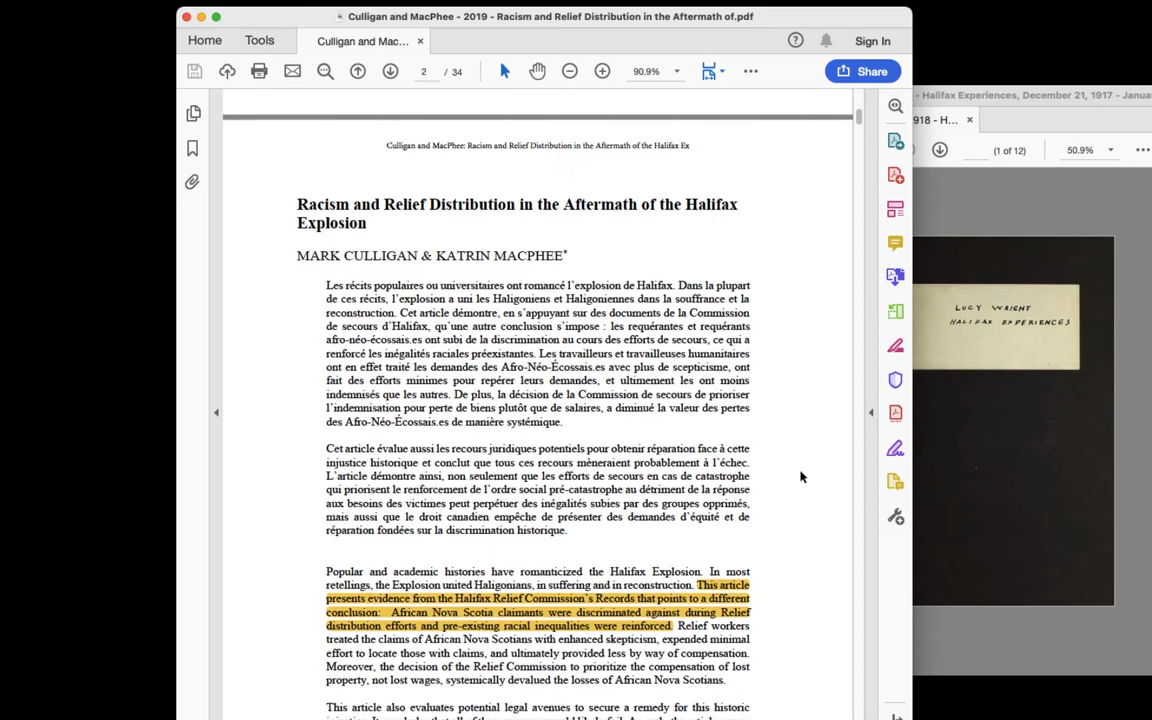 Culligan and MacPhee - 2019 - Racism and Relief Distribution in the Aftermath of.pdf
Home Tools Culligan and Mac... × Sign In
2 / 34 90.9% Share
- Halifax Experiences, December 21, 1917 - Janua
918 - H... ×
(1 of 12) 50.9%
Culligan and MacPhee: Racism and Relief Distribution in the Aftermath of the Halifax Ex
Racism and Relief Distribution in the Aftermath of the Halifax
Explosion
MARK CULLIGAN & KATRIN MACPHEE*
Les récits populaires ou universitaires ont romancé l'explosion de Halifax. Dans la plupart
de ces récits, l'explosion a uni les Haligoniens et Haligoniennes dans la souffrance et la
reconstruction. Cet article démontre, en s'appuyant sur des documents de la Commission
de secours d'Halifax, qu'une autre conclusion s'impose : les requérantes et requérants
afro-néo-écossais.es ont subi de la discrimination au cours des efforts de secours, ce qui a
renforcé les inégalités raciales préexistantes. Les travailleurs et travailleuses humanitaires
ont en effet traité les demandes des Afro-Néo-Écossais.es avec plus de scepticisme, ont
fait des efforts minimes pour repérer leurs demandes, et ultimement les ont moins
indemnisés que les autres. De plus, la décision de la Commission de secours de prioriser
l'indemnisation pour perte de biens plutôt que de salaires, a diminué la valeur des pertes
des Afro-Néo-Écossais.es de manière systémique.
Cet article évalue aussi les recours juridiques potentiels pour obtenir réparation face à cette
injustice historique et conclut que tous ces recours mèneraient probablement à l'échec.
L'article démontre ainsi, non seulement que les efforts de secours en cas de catastrophe
qui priorisent le renforcement de l'ordre social pré-catastrophe au détriment de la réponse
aux besoins des victimes peut perpétuer des inégalités subies par des groupes opprimés,
mais aussi que le droit canadien empêche de présenter des demandes d'équité et de
réparation fondées sur la discrimination historique.
Popular and academic histories have romanticized the Halifax Explosion. In most
retellings, the Explosion united Haligonians, in suffering and in reconstruction. This article
presents evidence from the Halifax Relief Commission's Records that points to a different
conclusion: African Nova Scotia claimants were discriminated against during Relief
distribution efforts and pre-existing racial inequalities were reinforced. Relief workers
treated the claims of African Nova Scotians with enhanced skepticism, expended minimal
effort to locate those with claims, and ultimately provided less by way of compensation.
Moreover, the decision of the Relief Commission to prioritize the compensation of lost
property, not lost wages, systemically devalued the losses of African Nova Scotians.
This article also evaluates potential legal avenues to secure a remedy for this historic
LUCY WRIGHT
HALIFAX EXPERIENCES